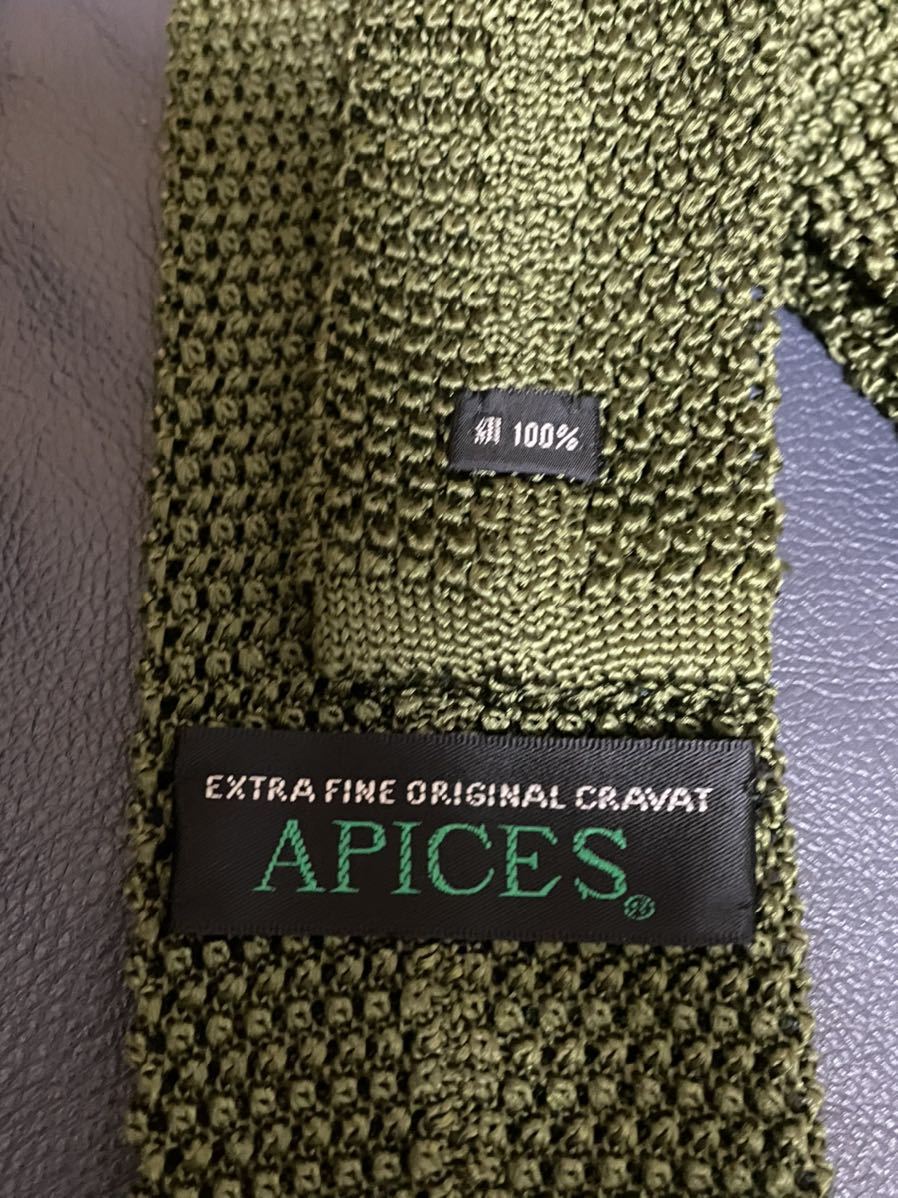 絹 100%
EXTRA FINE ORIGINAL CRAVAT
APICES®